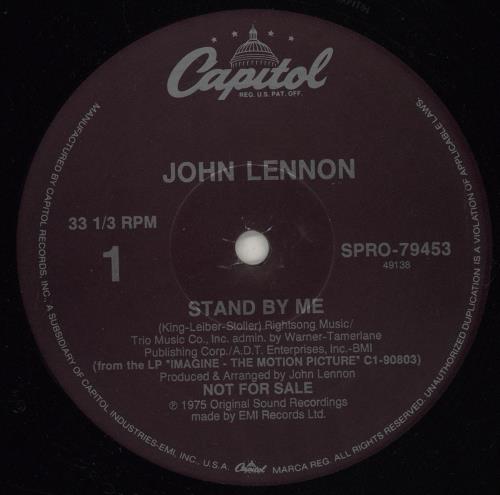 Capitol
REG. U.S. PAT. OFF.
JOHN LENNON
33 1/3 RPM
1
SPRO-79453
49138
STAND BY ME
(King-Leiber-Stoller) Rightsong Music/
Trio Music Co., Inc. admin. by Warner-Tamerlane
Publishing Corp./A.D.T. Enterprises, Inc.-BMI
(from the LP "IMAGINE - THE MOTION PICTURE" C1-90803)
Produced & Arranged by John Lennon
NOT FOR SALE
℗ 1975 Original Sound Recordings
made by EMI Records Ltd.
MANUFACTURED BY CAPITOL RECORDS, INC., A SUBSIDIARY OF CAPITOL INDUSTRIES-EMI, INC., U.S.A. Capitol MARCA REG. ALL RIGHTS RESERVED. UNAUTHORIZED DUPLICATION IS A VIOLATION OF APPLICABLE LAWS.